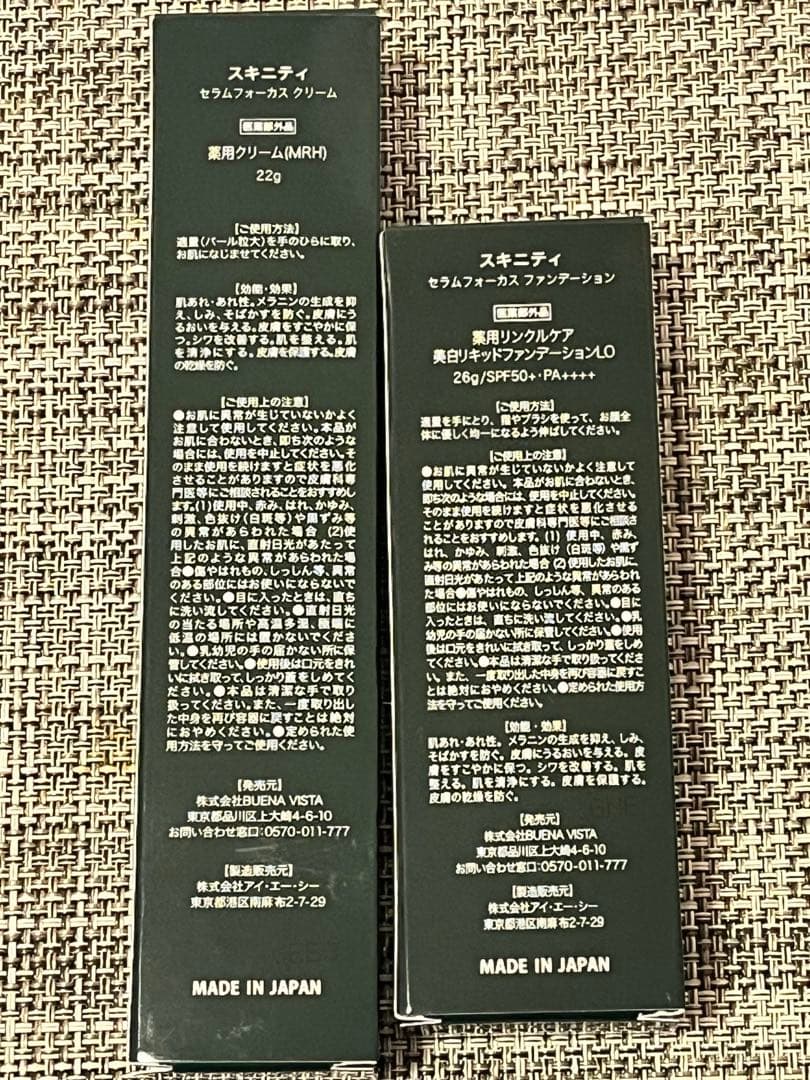 スキニティ
セラムフォーカス クリーム
医薬部外品
薬用クリーム(MRH)
22g
【ご使用方法】
適量(パール粒大)を手のひらに取り、
お肌になじませてください。
【効能・効果】
肌あれ・あれ性。メラニンの生成を抑
え、しみ、そばかすを防ぐ。皮膚にう
るおいを与える。皮膚をすこやかに保
つ。シワを改善する。肌を整える。肌
を清浄にする。皮膚を保護する。皮膚
の乾燥を防ぐ。
【ご使用上の注意】
●お肌に異常が生じていないかよく
注意して使用してください。本品が
お肌に合わないとき、即ち次のような
場合には、使用を中止してください。そ
のまま使用を続けますと症状を悪化
させることがありますので皮膚科専
門医等にご相談されることをおすすめし
ます。(1)使用中、赤み、はれ、かゆみ、
刺激、色抜け(白斑等)や黒ずみ等
の異常があらわれた場合 (2)使
用したお肌に、直射日光があたって
上記のような異常があらわれた場
合●傷やはれもの、しっしん等、異常
のある部位にはお使いにならないで
ください。●目に入ったときは、直ち
に洗い流してください。●直射日光
の当たる場所や高温多湿、極端に
低温の場所には置かないでくださ
い。●乳幼児の手の届かない所に保
管してください。●使用後は口元をきれ
いに拭き取って、しっかり蓋をしめてく
ださい。●本品は清潔な手で取り
扱ってください。また、一度取り出し
た中身を再び容器に戻すことは絶対
におやめください。●定められた使
用方法を守ってご使用ください。
【発売元】
株式会社BUENA VISTA
東京都品川区上大崎4-6-10
お問い合わせ窓口:0570-011-777
【製造販売元】
株式会社アイ・エー・シー
東京都港区南麻布2-7-29
MADE IN JAPAN
スキニティ
セラムフォーカス ファンデーション
医薬部外品
薬用リンクルケア
美白リキッドファンデーションLO
26g/SPF50+・PA++++
【ご使用方法】
適量を手にとり、指やブラシを使って、お顔全
体に優しく均一になるよう伸ばしてください。
【ご使用上の注意】
●お肌に異常が生じていないかよく注意して
使用してください。本品がお肌に合わないとき、
即ち次のような場合には、使用を中止してください。
そのまま使用を続けますと症状を悪化させるこ
とがありますので皮膚科専門医等にご相談さ
れることをおすすめします。(1) 使用中、赤み、
はれ、かゆみ、刺激、色抜け (白斑等) や黒ず
み等の異常があらわれた場合 (2) 使用したお肌に、
直射日光があたって上記のような異常があらわれ
た場合●傷やはれもの、しっしん等、異常のある
部位にはお使いにならないでください。●目に
入ったときは、直ちに洗い流してください。●乳
幼児の手の届かない所に保管してください。●使用
後は口元をきれいに拭き取って、しっかり蓋をしめ
てください。●本品は清潔な手で取り扱ってくださ
い。また、一度取り出した中身を再び容器に戻すこ
とは絶対におやめください。●定められた使用方
法を守ってご使用ください。
【効能・効果】
肌あれ・あれ性。メラニンの生成を抑え、しみ、
そばかすを防ぐ。皮膚にうるおいを与える。皮
膚をすこやかに保つ。シワを改善する。肌を
整える。肌を清浄にする。皮膚を保護する。
皮膚の乾燥を防ぐ。
【発売元】
株式会社BUENA VISTA
東京都品川区上大崎4-6-10
お問い合わせ窓口:0570-011-777
【製造販売元】
株式会社アイ・エー・シー
東京都港区南麻布2-7-29
MADE IN JAPAN